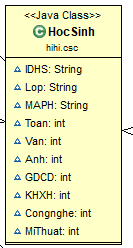 <<Java Class>>
C HocSinh
hihi.csc
IDHS: String
Lop: String
MAPH: String
Toan: int
Van: int
Anh: int
GDCD: int
KHXH: int
Congnghe: int
MiThuat: int